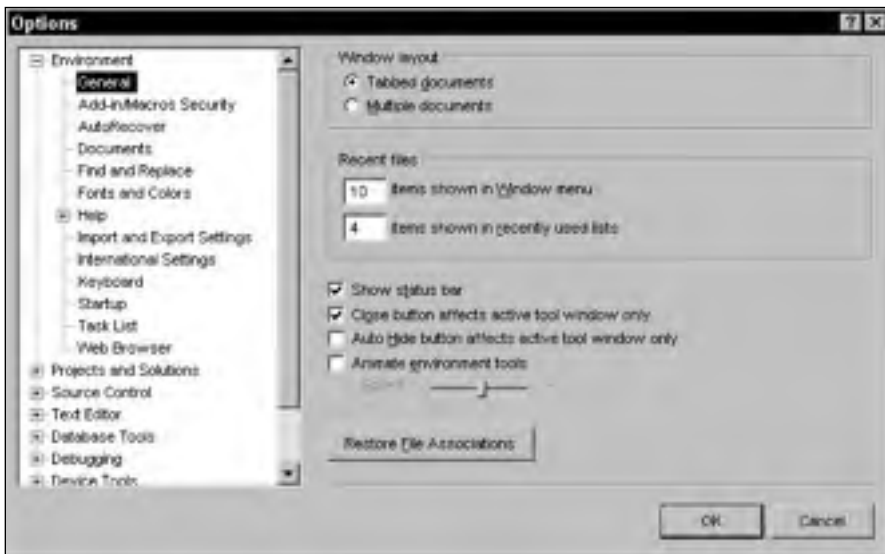 Options
Environment
General
Add-in/Macros Security
AutoRecover
Documents
Find and Replace
Fonts and Colors
Help
Import and Export Settings
International Settings
Keyboard
Startup
Task List
Web Browser
Projects and Solutions
Source Control
Text Editor
Database Tools
Debugging
Device Tools
Window layout
Tabbed documents
Multiple documents
Recent files
10 items shown in Window menu
4 items shown in recently used lists
Show status bar
Close button affects active tool window only
Auto Hide button affects active tool window only
Animate environment tools
Restore File Associations
OK
Cancel